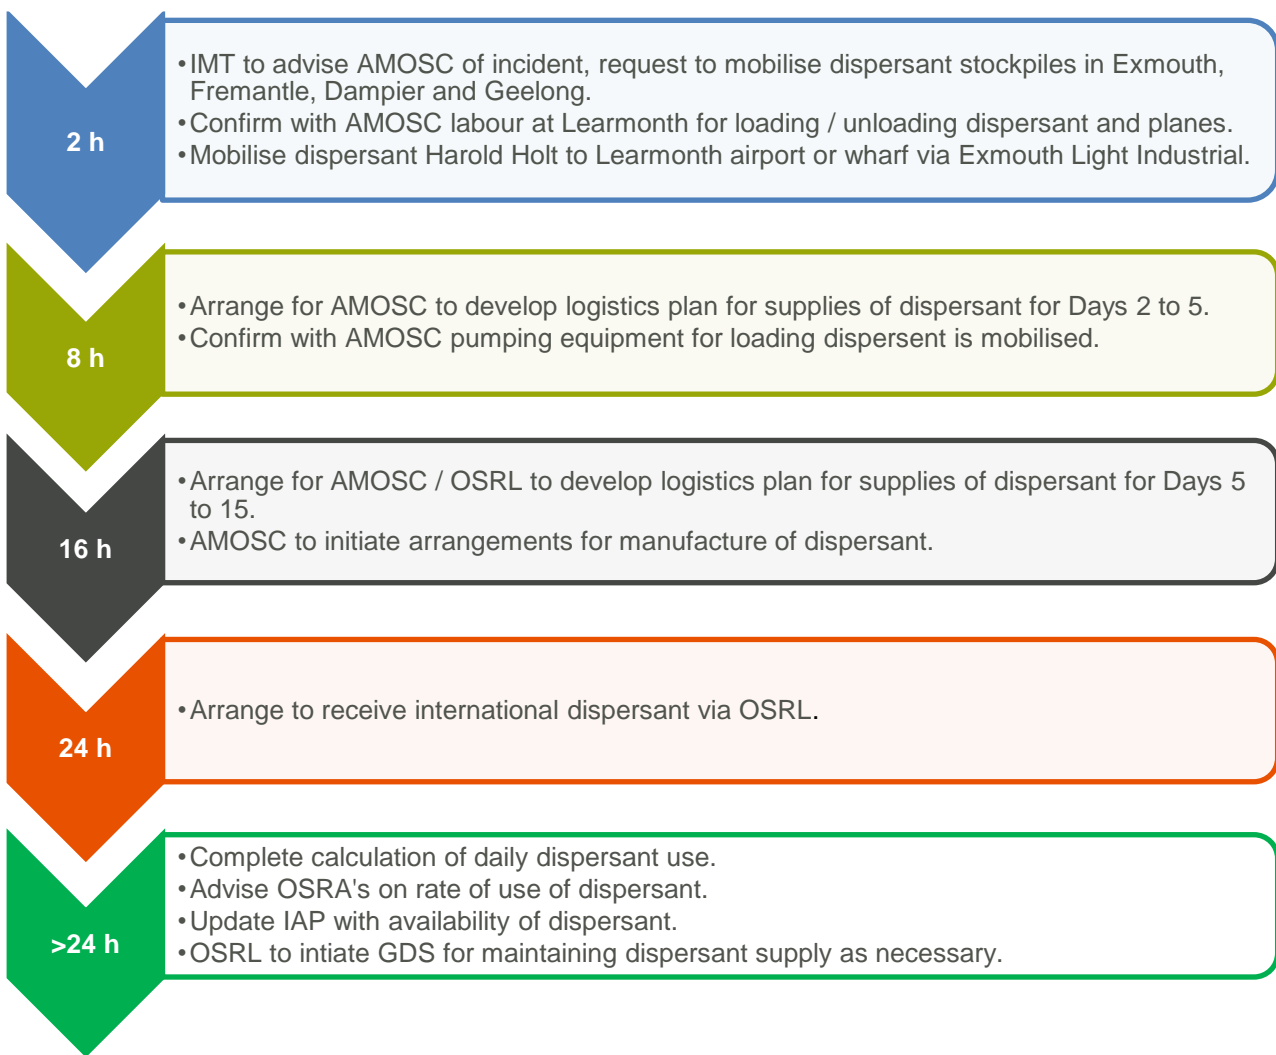 2 h
•IMT to advise AMOSC of incident, request to mobilise dispersant stockpiles in Exmouth,
Fremantle, Dampier and Geelong.
•Confirm with AMOSC labour at Learmonth for loading / unloading dispersant and planes.
•Mobilise dispersant Harold Holt to Learmonth airport or wharf via Exmouth Light Industrial.
8 h
•Arrange for AMOSC to develop logistics plan for supplies of dispersant for Days 2 to 5.
•Confirm with AMOSC pumping equipment for loading dispersent is mobilised.
16 h
•Arrange for AMOSC / OSRL to develop logistics plan for supplies of dispersant for Days 5
to 15.
•AMOSC to initiate arrangements for manufacture of dispersant.
24 h
•Arrange to receive international dispersant via OSRL.
>24 h
•Complete calculation of daily dispersant use.
•Advise OSRA's on rate of use of dispersant.
•Update IAP with availability of dispersant.
•OSRL to intiate GDS for maintaining dispersant supply as necessary.